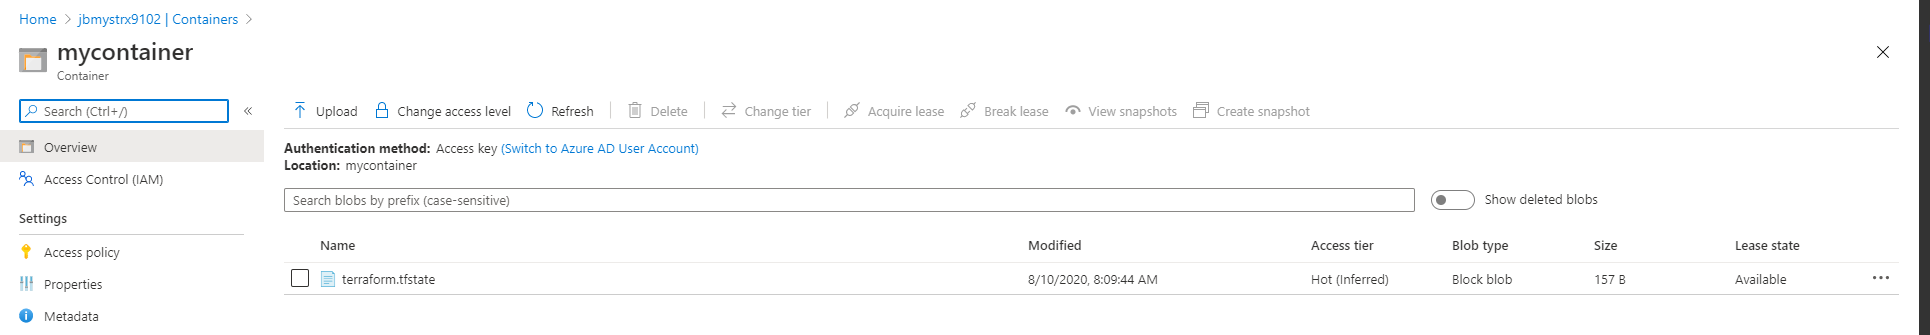 Home > jbmystrx9102 | Containers >
mycontainer
Container
Search (Ctrl+/)
«
Upload Change access level Refresh Delete Change tier Acquire lease Break lease View snapshots Create snapshot
Overview
Authentication method: Access key (Switch to Azure AD User Account)
Location: mycontainer
Access Control (IAM)
Search blobs by prefix (case-sensitive)
Show deleted blobs
Settings
Name Modified Access tier Blob type Size Lease state
Access policy
terraform.tfstate 8/10/2020, 8:09:44 AM Hot (Inferred) Block blob 157 B Available ...
Properties
Metadata